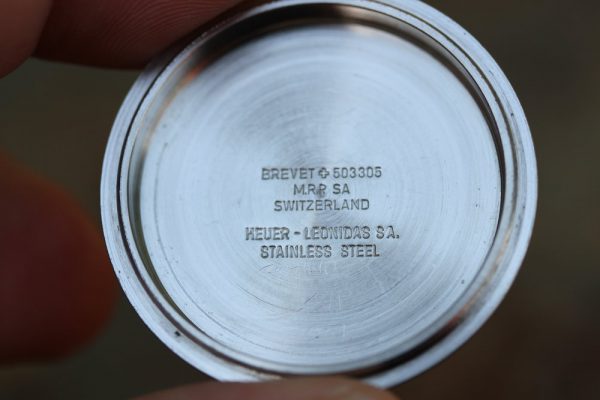 BREVET ✚ 503305
M.R.P. SA
SWITZERLAND
HEUER - LEONIDAS S.A.
STAINLESS STEEL